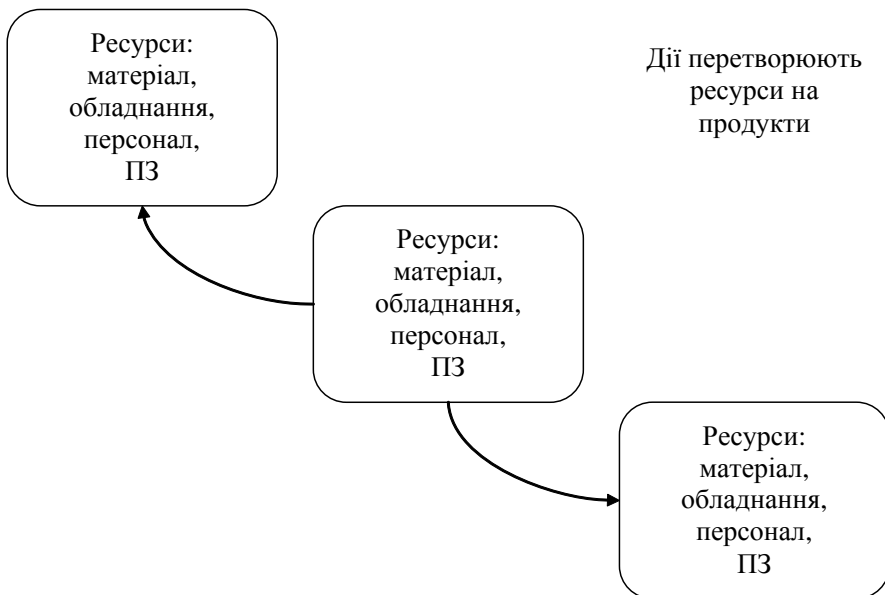 Ресурси:
матеріал,
обладнання,
персонал,
ПЗ
Дії перетворюють
ресурси на
продукти
Ресурси:
матеріал,
обладнання,
персонал,
ПЗ
Ресурси:
матеріал,
обладнання,
персонал,
ПЗ